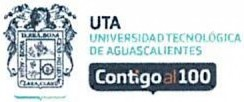 UTA
UNIVERSIDAD TECNOLÓGICA
DE AGUASCALIENTES
Contigo al 100